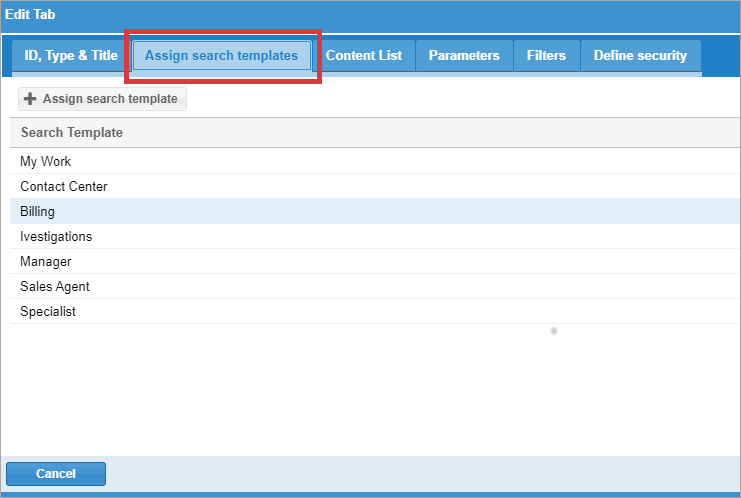 Edit Tab
ID, Type & Title Assign search templates Content List Parameters Filters Define security
Assign search template
Search Template
My Work
Contact Center
Billing
Ivestigations
Manager
Sales Agent
Specialist
Cancel